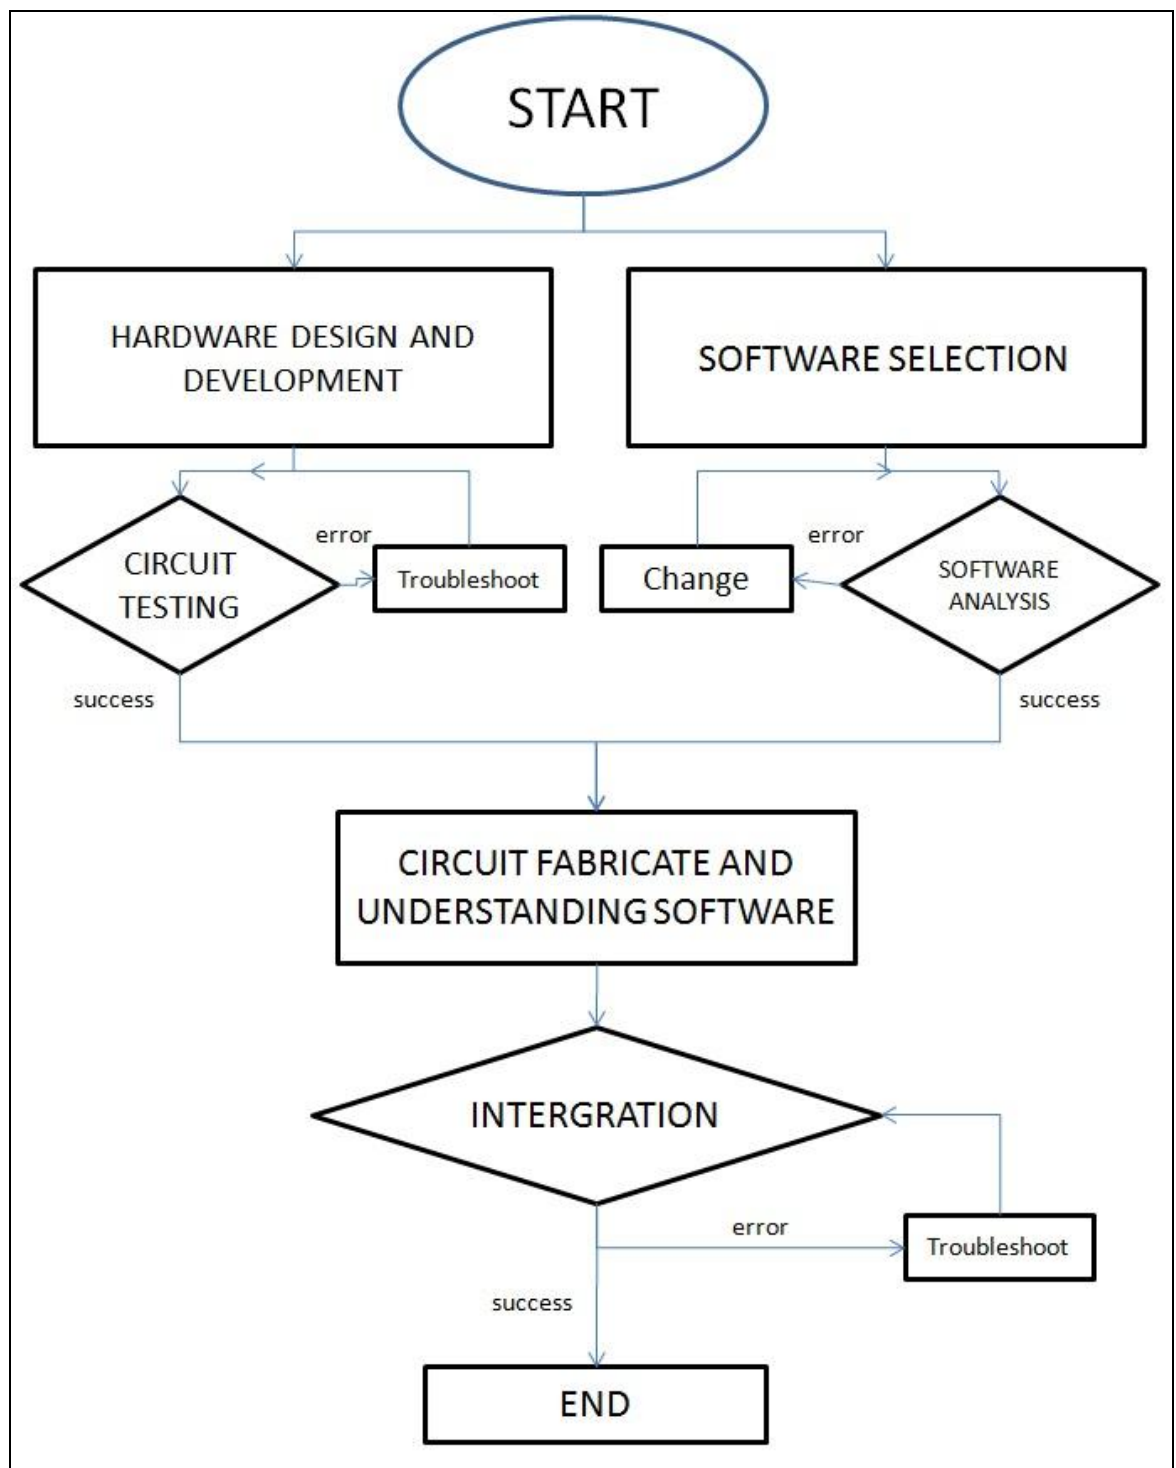 START
HARDWARE DESIGN AND
DEVELOPMENT
SOFTWARE SELECTION
error
error
CIRCUIT
TESTING
Troubleshoot
Change
SOFTWARE
ANALYSIS
success
success
CIRCUIT FABRICATE AND
UNDERSTANDING SOFTWARE
INTERGRATION
error
Troubleshoot
success
END